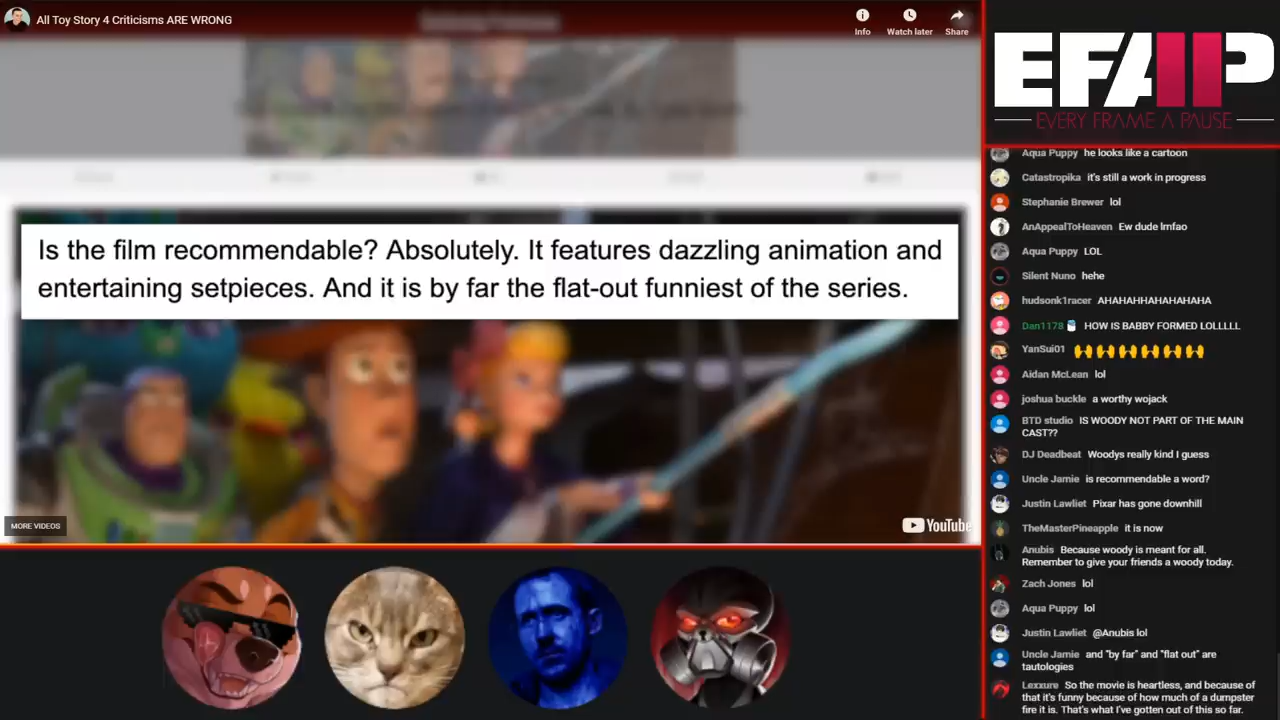 All Toy Story 4 Criticisms ARE WRONG
Info
Watch later
Share
Is the film recommendable? Absolutely. It features dazzling animation and
entertaining setpieces. And it is by far the flat-out funniest of the series.
MORE VIDEOS
YouTube
EFAP
EVERY FRAME A PAUSE
Aqua Puppy he looks like a cartoon
Catastropika it's still a work in progress
Stephanie Brewer lol
AnAppealToHeaven Ew dude lmfao
Aqua Puppy LOL
Silent Nuno hehe
hudsonk1racer AHAHAHHAHAHAHAHA
Dan1178 HOW IS BABBY FORMED LOLLLLL
YanSui01 🙌🙌🙌🙌🙌🙌
Aidan McLean lol
joshua buckle a worthy wojack
BTD studio IS WOODY NOT PART OF THE MAIN
CAST??
DJ Deadbeat Woodys really kind I guess
Uncle Jamie is recommendable a word?
Justin Lawliet Pixar has gone downhill
TheMasterPineapple it is now
Anubis Because woody is meant for all.
Remember to give your friends a woody today.
Zach Jones lol
Aqua Puppy lol
Justin Lawliet @Anubis lol
Uncle Jamie and "by far" and "flat out" are
tautologies
Lexxure So the movie is heartless, and because of
that it's funny because of how much of a dumpster
fire it is. That's what I've gotten out of this so far.